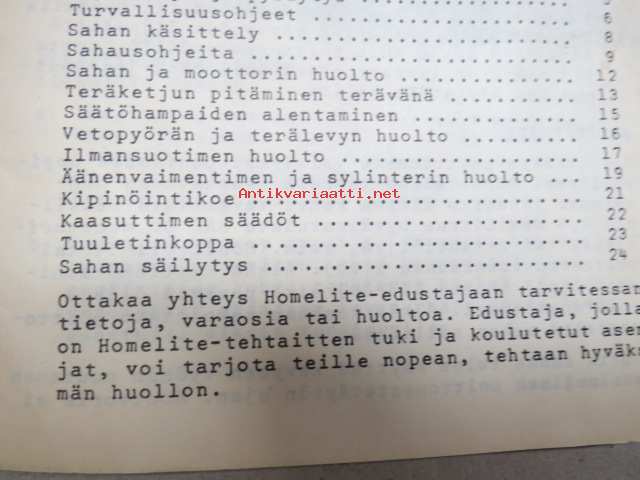 Turvallisuusohjeet ................. 6
Sahan käsittely .................... 8
Sahausohjeita ...................... 9
Sahan ja moottorin huolto .......... 12
Teräketjun pitäminen terävänä ...... 13
Säätöhampaiden alentaminen ......... 15
Vetopyörän ja terälevyn huolto ..... 16
Ilmansuotimen huolto ............... 17
Äänenvaimentimen ja sylinterin huolto ... 19
Antikvariaatti.net
Kipinöintikoe ...................... 21
Kaasuttimen säädöt ................. 22
Tuuletinkoppa ...................... 23
Sahan säilytys ..................... 24
Ottakaa yhteys Homelite-edustajaan tarvitessan
tietoja, varaosia tai huoltoa. Edustaja, jolla
on Homelite-tehtaitten tuki ja koulutetut asen
jat, voi tarjota teille nopean, tehtaan hyväks
män huollon.